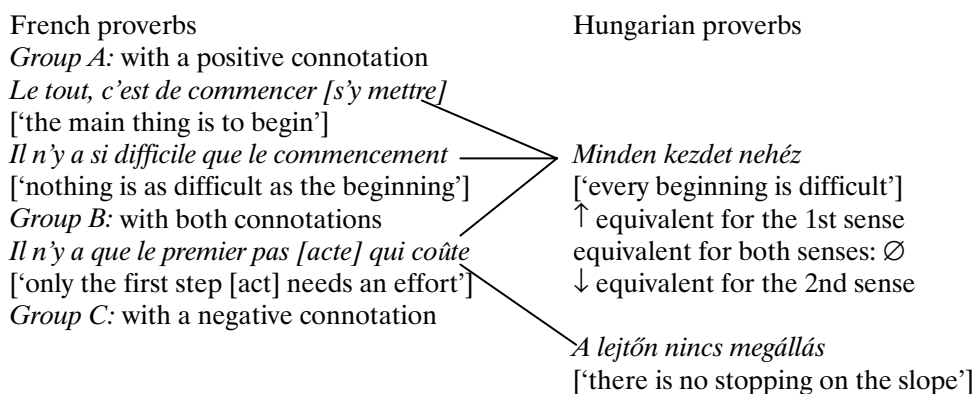 French proverbs
Group A: with a positive connotation
Le tout, c'est de commencer [s'y mettre]
[‘the main thing is to begin’]
Il n'y a si difficile que le commencement
[‘nothing is as difficult as the beginning’]
Group B: with both connotations
Il n'y a que le premier pas [acte] qui coûte
[‘only the first step [act] needs an effort’]
Group C: with a negative connotation
Hungarian proverbs
Minden kezdet nehéz
[‘every beginning is difficult’]
↑ equivalent for the 1st sense
equivalent for both senses: ∅
↓ equivalent for the 2nd sense
A lejtőn nincs megállás
[‘there is no stopping on the slope’]